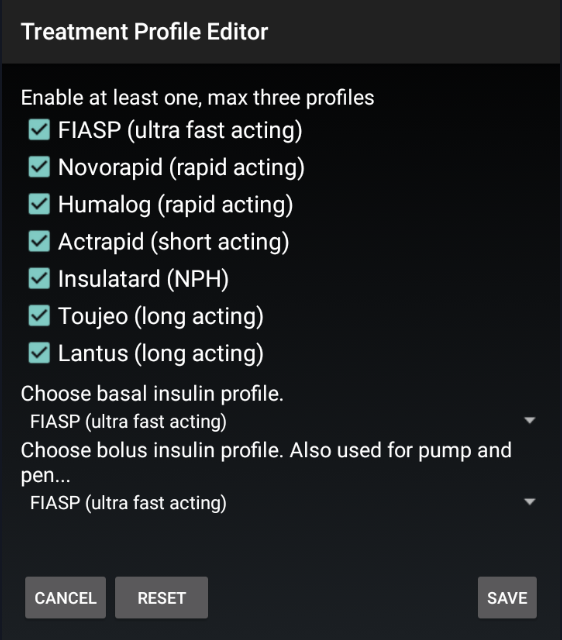 Treatment Profile Editor
Enable at least one, max three profiles
FIASP (ultra fast acting)
Novorapid (rapid acting)
Humalog (rapid acting)
Actrapid (short acting)
Insulatard (NPH)
Toujeo (long acting)
Lantus (long acting)
Choose basal insulin profile.
FIASP (ultra fast acting)
Choose bolus insulin profile. Also used for pump and
pen...
FIASP (ultra fast acting)
CANCEL RESET SAVE